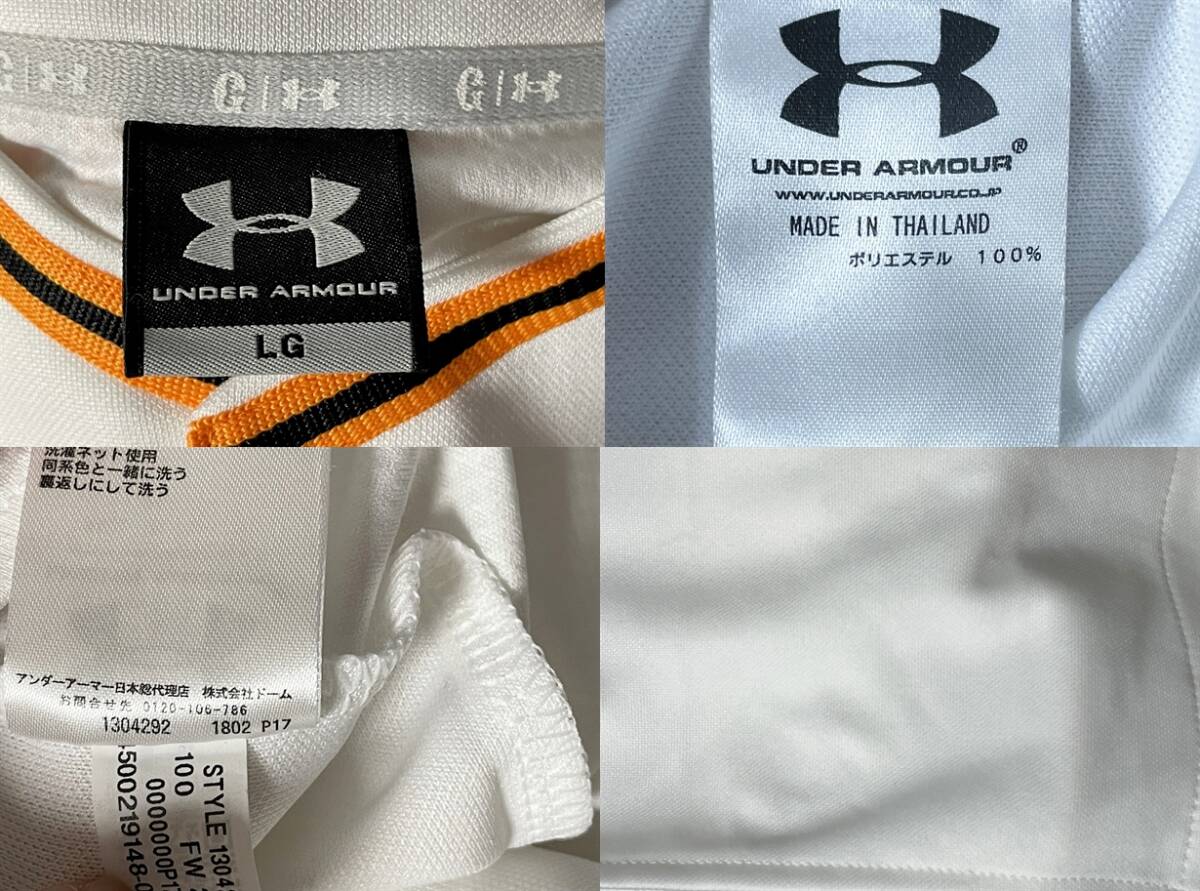 G
G
UNDER ARMOUR
LG
UNDER ARMOUR®
WWW.UNDERARMOUR.CO.JP
MADE IN THAILAND
ポリエステル 100%
洗濯ネット使用
同系色と一緒に洗う
裏返しにして洗う
アンダーアーマー日本総代理店 株式会社ドーム
お問合せ先 0120-106-786
1304292 1802 P17
STYLE
100 FW